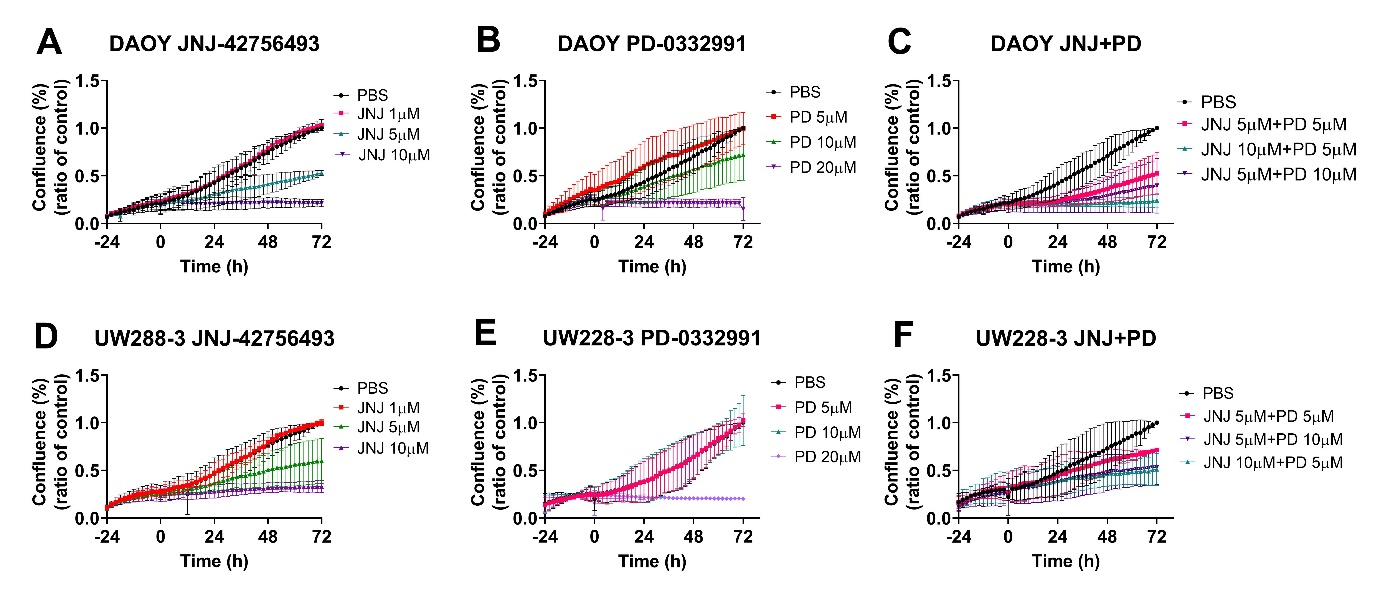 A DAOY JNJ-42756493
Confluence (%)
(ratio of control)
1.5
1.0
0.5
0.0
-24 0 24 48 72
Time (h)
PBS
JNJ 1μM
JNJ 5μM
JNJ 10μM
B DAOY PD-0332991
Confluence (%)
(ratio of control)
1.5
1.0
0.5
0.0
-24 0 24 48 72
Time (h)
PBS
PD 5μM
PD 10μM
PD 20μM
C DAOY JNJ+PD
Confluence (%)
(ratio of control)
1.5
1.0
0.5
0.0
-24 0 24 48 72
Time (h)
PBS
JNJ 5μM+PD 5μM
JNJ 10μM+PD 5μM
JNJ 5μM+PD 10μM
D UW288-3 JNJ-42756493
Confluence (%)
(ratio of control)
1.5
1.0
0.5
0.0
-24 0 24 48 72
Time (h)
PBS
JNJ 1μM
JNJ 5μM
JNJ 10μM
E UW228-3 PD-0332991
Confluence (%)
(ratio of control)
1.5
1.0
0.5
0.0
-24 0 24 48 72
Time (h)
PBS
PD 5μM
PD 10μM
PD 20μM
F UW228-3 JNJ+PD
Confluence (%)
(ratio of control)
1.5
1.0
0.5
0.0
-24 0 24 48 72
Time (h)
PBS
JNJ 5μM+PD 5μM
JNJ 5μM+PD 10μM
JNJ 10μM+PD 5μM